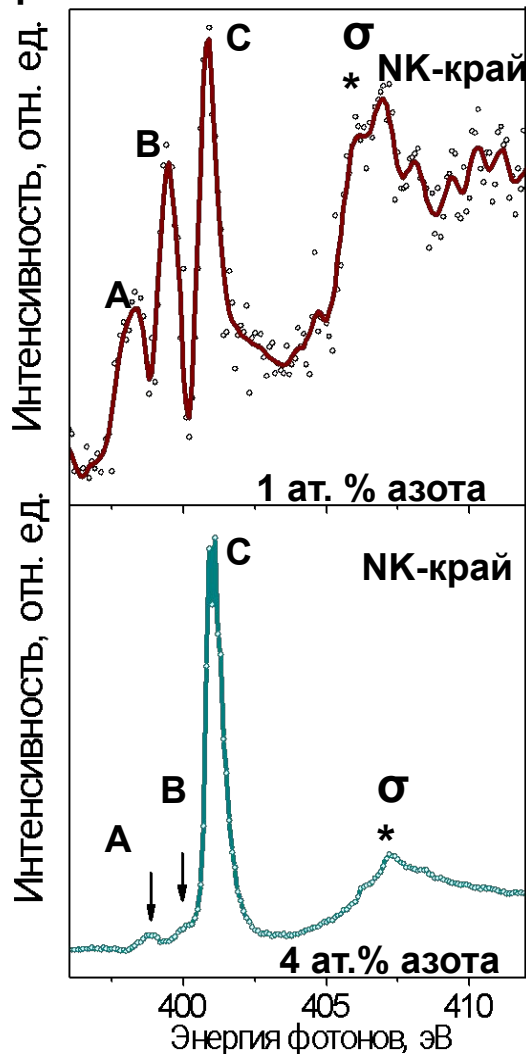 Интенсивность, отн. ед.
A
B
C
σ
*
NK-край
1 ат. % азота
Интенсивность, отн. ед.
A
B
C
NK-край
σ
*
4 ат.% азота
400 405 410
Энергия фотонов, эВ